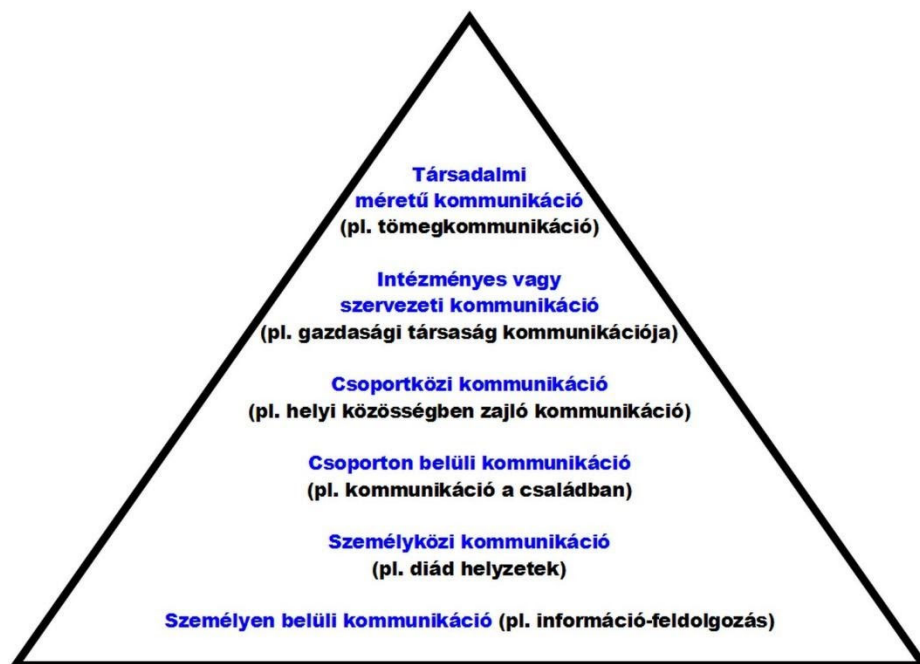 Társadalmi
méretű kommunikáció
(pl. tömegkommunikáció)
Intézményes vagy
szervezeti kommunikáció
(pl. gazdasági társaság kommunikációja)
Csoportközi kommunikáció
(pl. helyi közösségben zajló kommunikáció)
Csoporton belüli kommunikáció
(pl. kommunikáció a családban)
Személyközi kommunikáció
(pl. diád helyzetek)
Személyen belüli kommunikáció (pl. információ-feldolgozás)